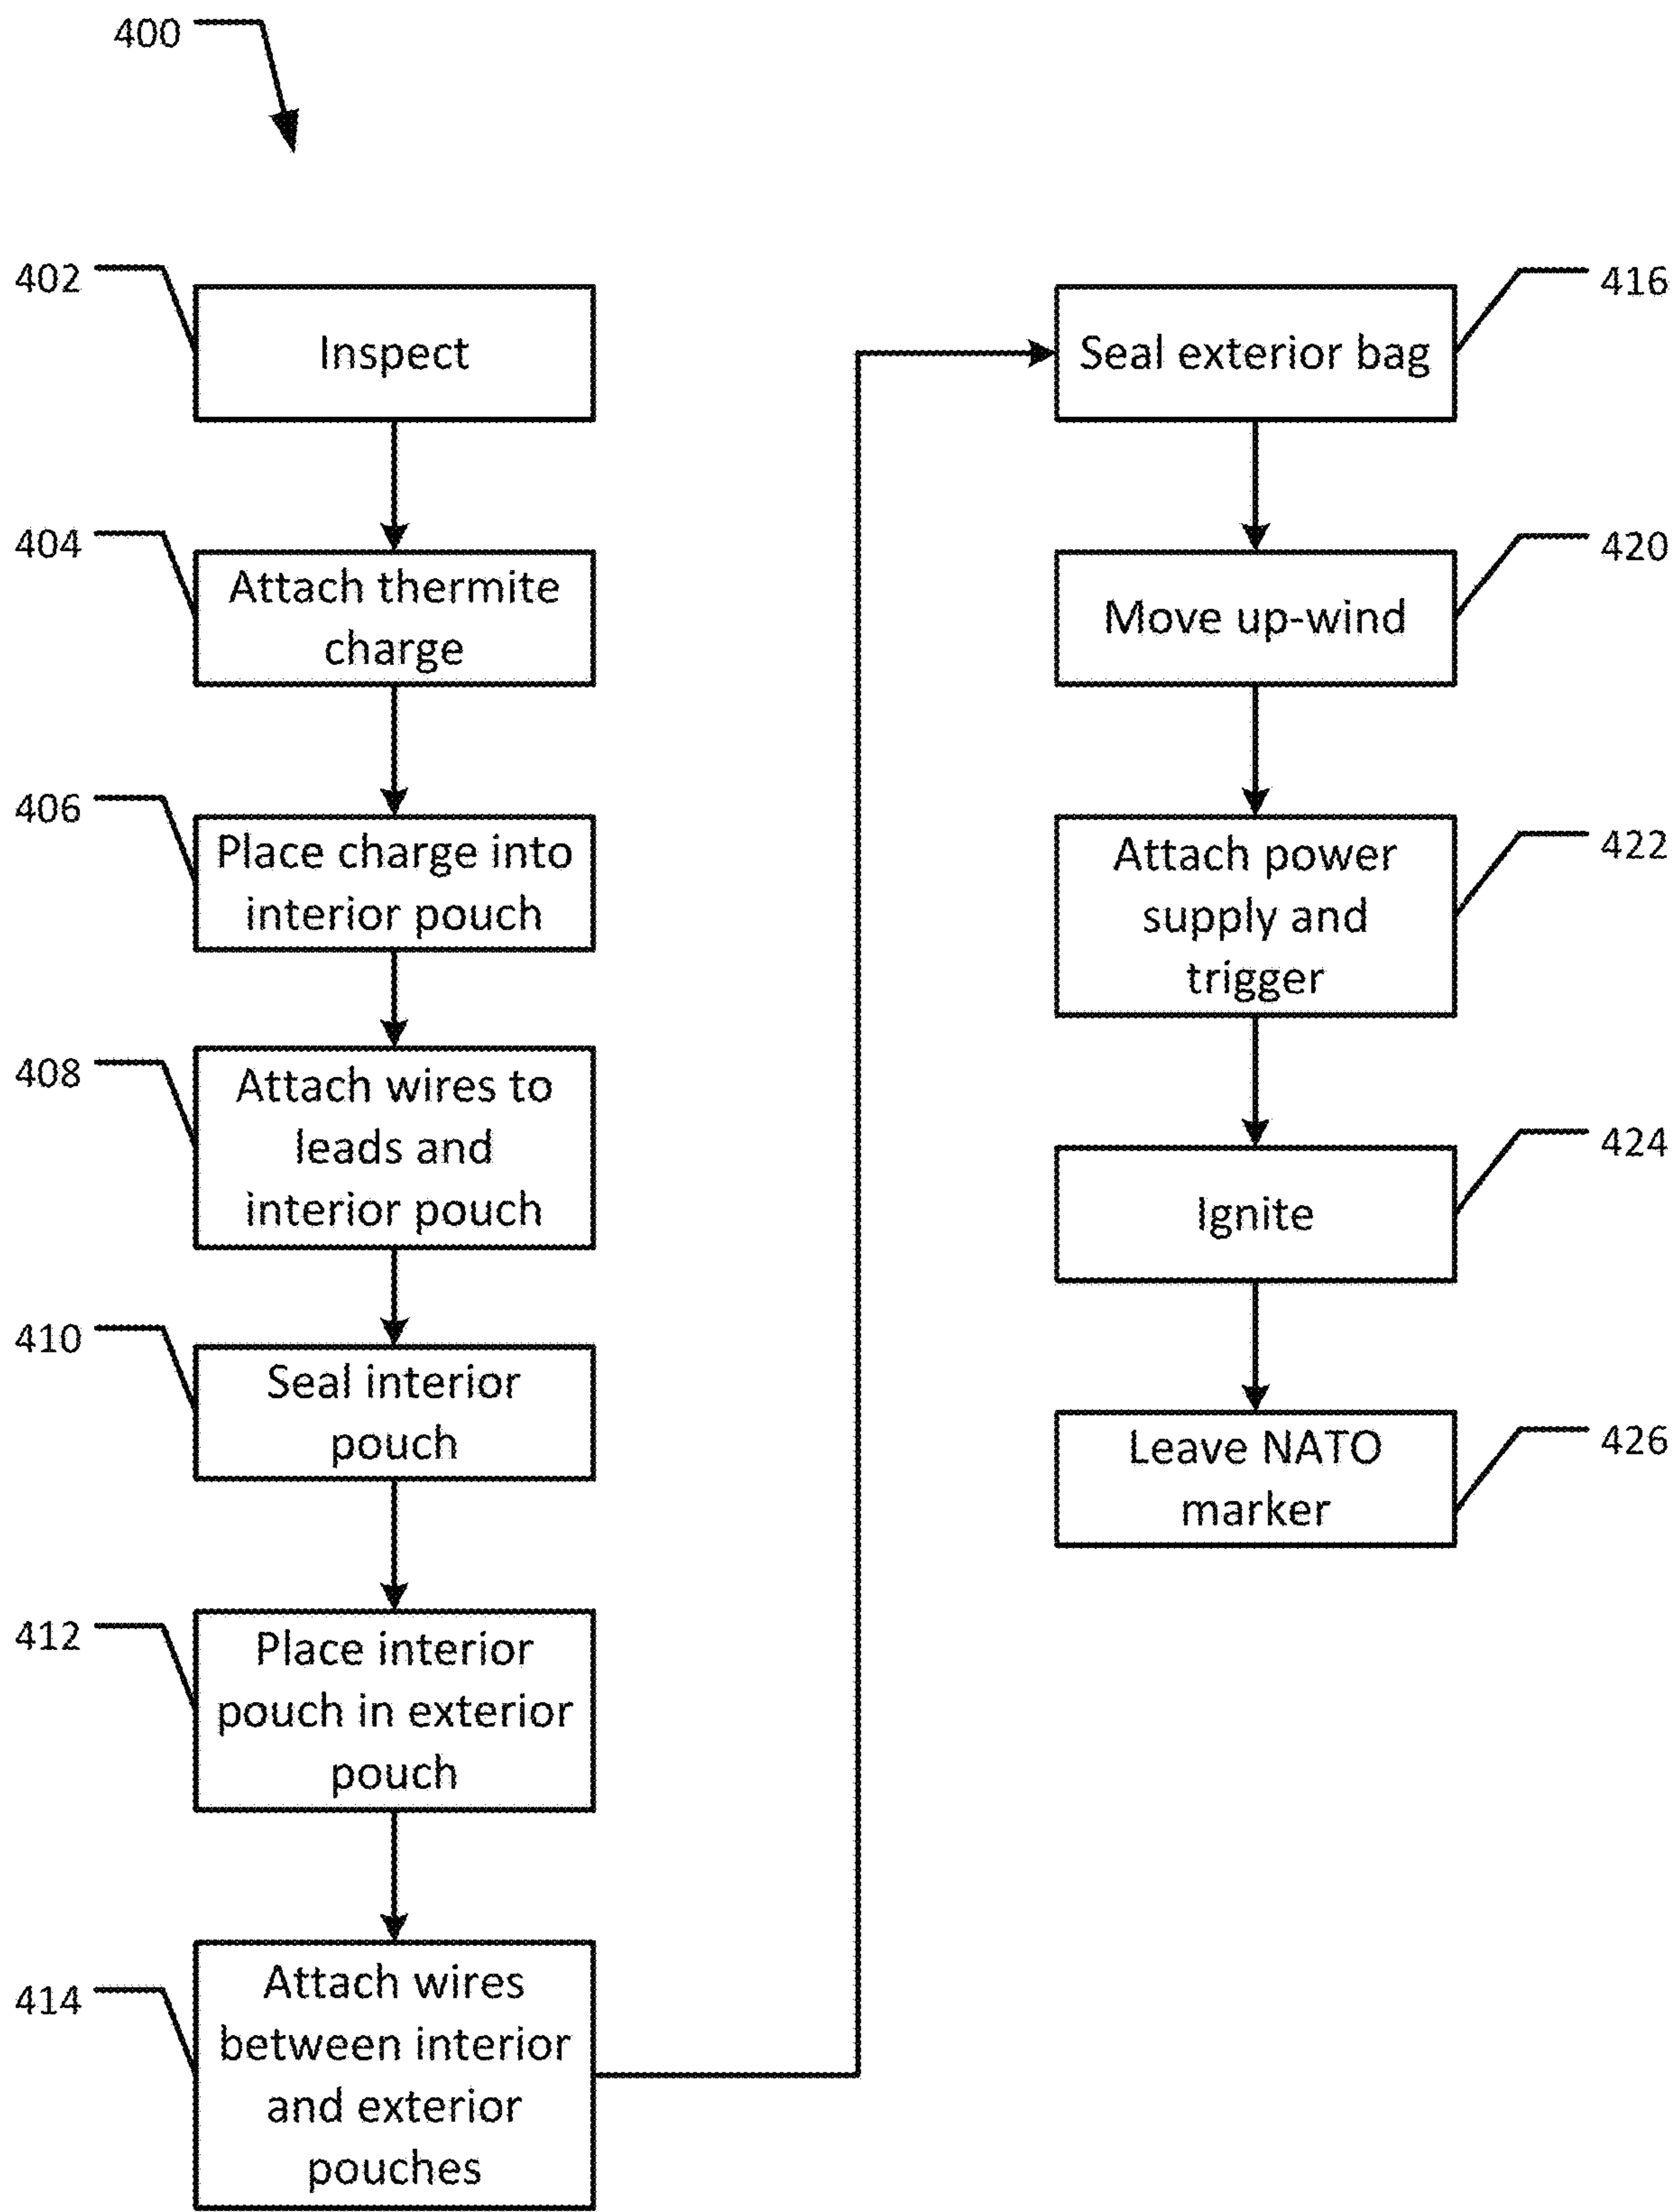 400
402
Inspect
404
Attach thermite
charge
406
Place charge into
interior pouch
408
Attach wires to
leads and
interior pouch
410
Seal interior
pouch
412
Place interior
pouch in exterior
pouch
414
Attach wires
between interior
and exterior
pouches
416
Seal exterior bag
420
Move up-wind
422
Attach power
supply and
trigger
424
Ignite
426
Leave NATO
marker